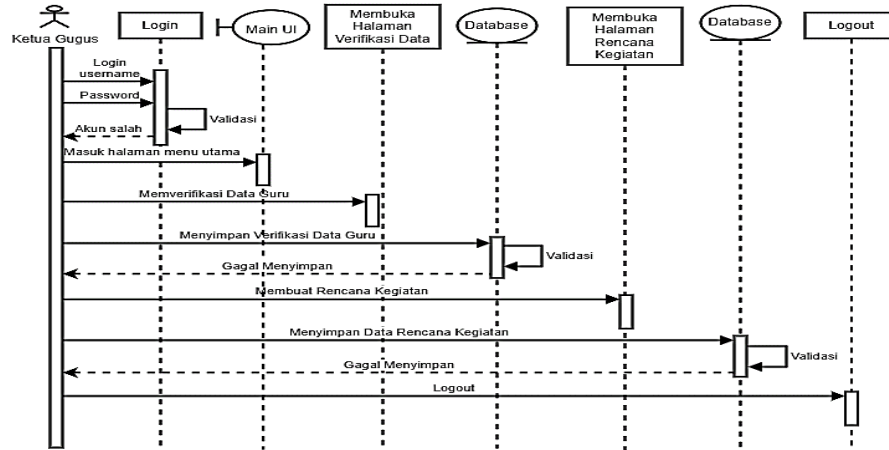 Ketua Gugus
Login
Main UI
Membuka
Halaman
Verifikasi Data
Database
Membuka
Halaman
Rencana
Kegiatan
Database
Logout
Login
username
Password
Validasi
Akun salah
Masuk halaman menu utama
Memverifikasi Data Guru
Menyimpan Verifikasi Data Guru
Validasi
Gagal Menyimpan
Membuat Rencana Kegiatan
Menyimpan Data Rencana Kegiatan
Validasi
Gagal Menyimpan
Logout